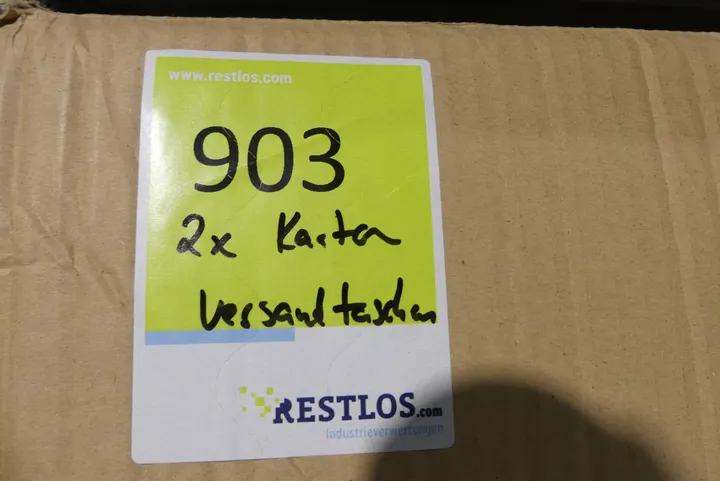 www.restlos.com
903
2x Karton
Versandtaschen
RESTLOS.com
Industrieverwertungen